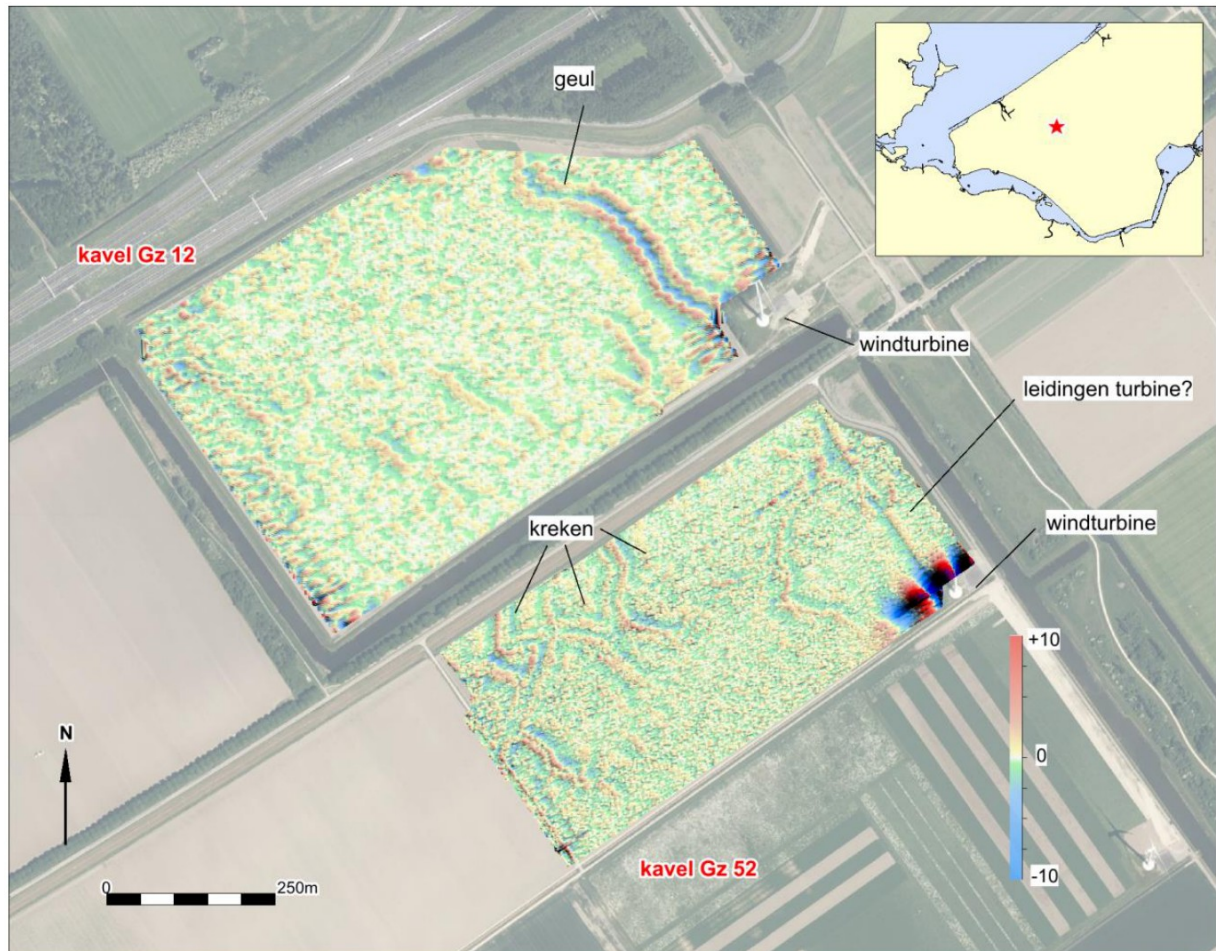 geul
kavel Gz 12
windturbine
leidingen turbine?
kreken
windturbine
+10
0
-10
N
0
250m
kavel Gz 52